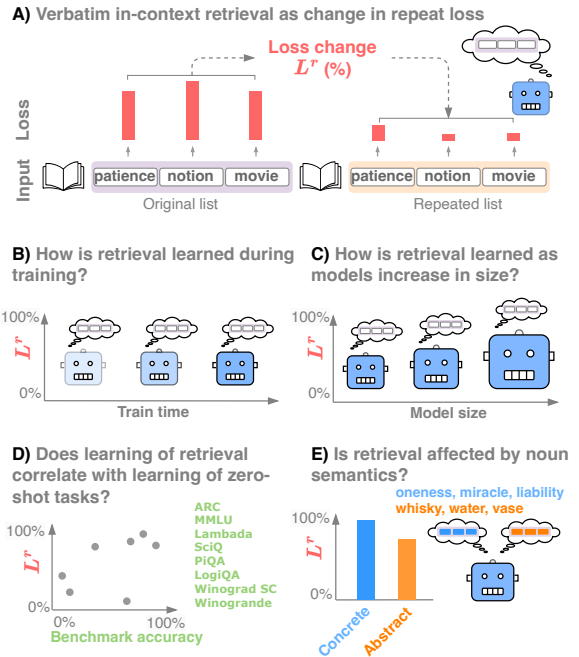 A) Verbatim in-context retrieval as change in repeat loss
Loss change
L^r (%)
Loss
Input
patience notion movie
patience notion movie
Original list
Repeated list
B) How is retrieval learned during
training?
100%
L^r
0%
Train time
C) How is retrieval learned as
models increase in size?
100%
L^r
0%
Model size
D) Does learning of retrieval
correlate with learning of zero-
shot tasks?
100%
L^r
0%
0% 100%
Benchmark accuracy
ARC
MMLU
Lambada
SciQ
PiQA
LogiQA
Winograd SC
Winogrande
E) Is retrieval affected by noun
semantics?
oneness, miracle, liability
whisky, water, vase
100%
L^r
0%
Concrete
Abstract